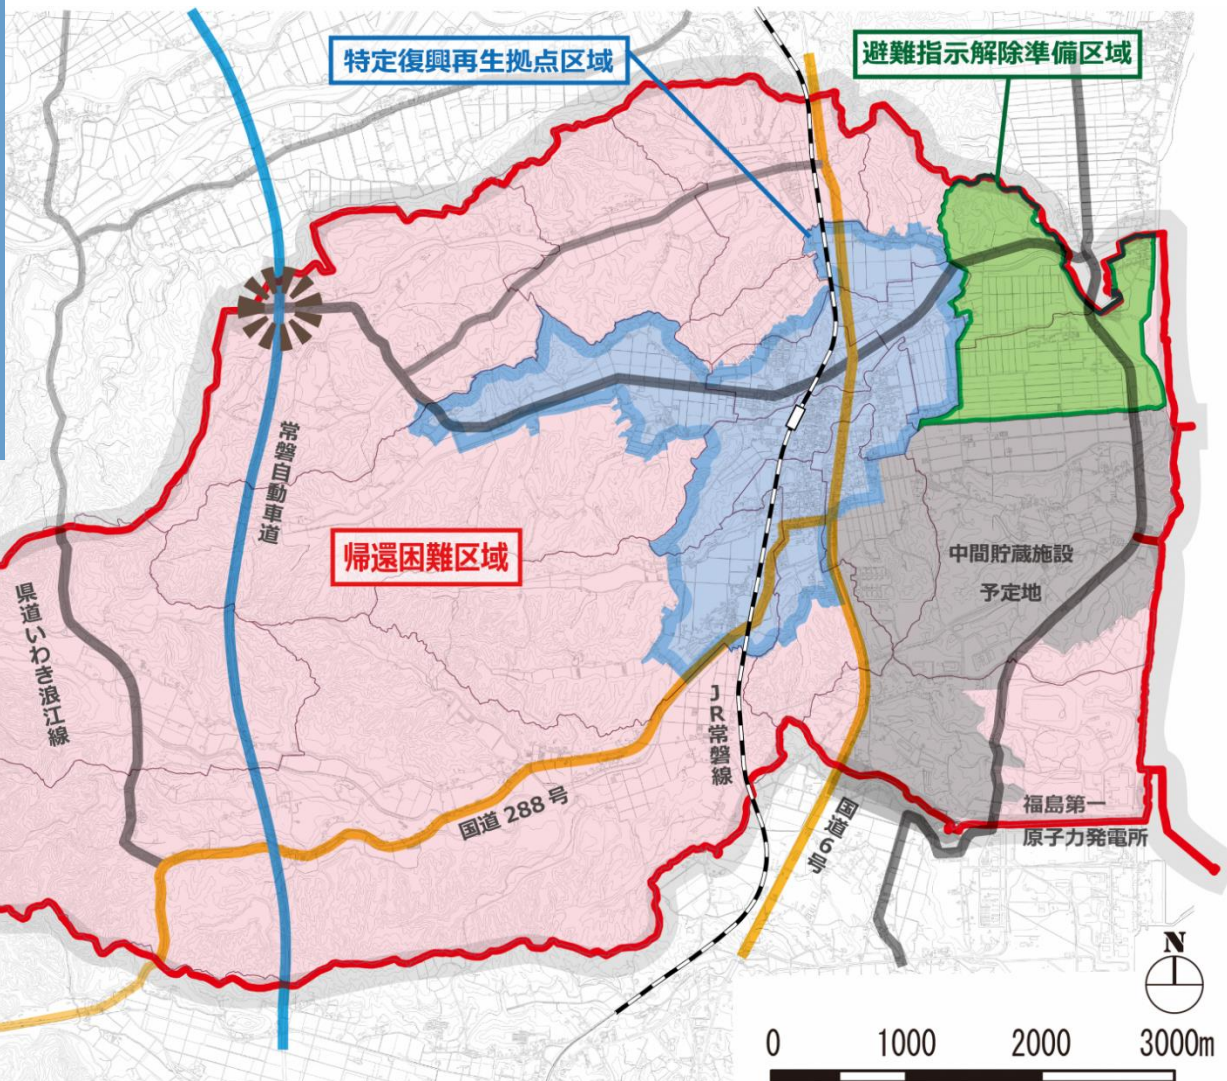 特定復興再生拠点区域
避難指示解除準備区域
常磐自動車道
帰還困難区域
中間貯蔵施設
予定地
県道いわき浪江線
JR常磐線
国道288号
国道6号
福島第一
原子力発電所
N
0 1000 2000 3000m